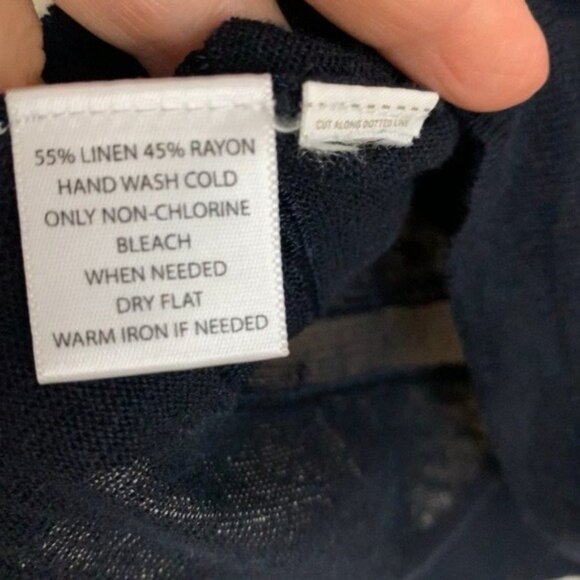 55% LINEN 45% RAYON
HAND WASH COLD
ONLY NON-CHLORINE
BLEACH
WHEN NEEDED
DRY FLAT
WARM IRON IF NEEDED
CUT ALONG DOTTED LINE